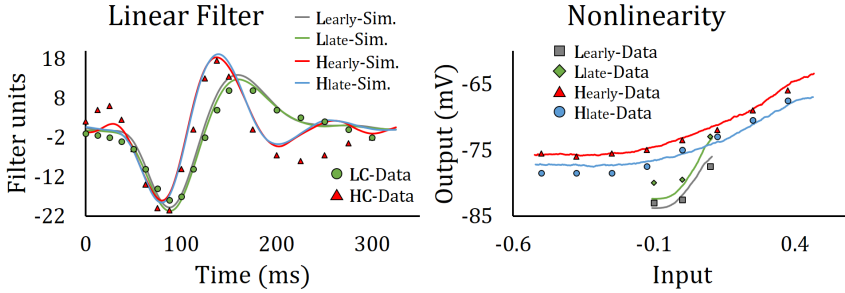 Linear Filter
18
8
-2
-12
-22
Filter units
0
100
200
300
Time (ms)
Learly-Sim.
Llate-Sim.
Hearly-Sim.
Hlate-Sim.
LC-Data
HC-Data
Nonlinearity
-65
-75
-85
Output (mV)
-0.6
-0.1
0.4
Input
Learly-Data
Llate-Data
Hearly-Data
Hlate-Data